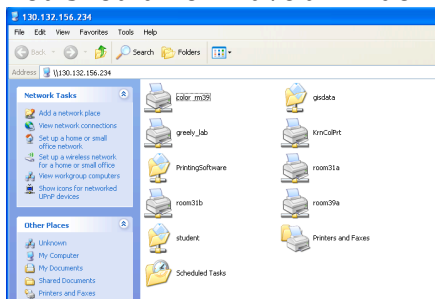 130.132.156.234
File Edit View Favorites Tools Help
Back Search Folders
Address \\130.132.156.234
Network Tasks
Add a network place
View network connections
Set up a home or small
office network
Set up a wireless network
for a home or small office
View workgroup computers
Show icons for networked
UPnP devices
Other Places
Unknown
My Computer
My Documents
Shared Documents
Printers and Faxes
color_rm39
gisdata
greely_lab
KrnColPrt
PrintingSoftware
room31a
room31b
room39a
student
Printers and Faxes
Scheduled Tasks